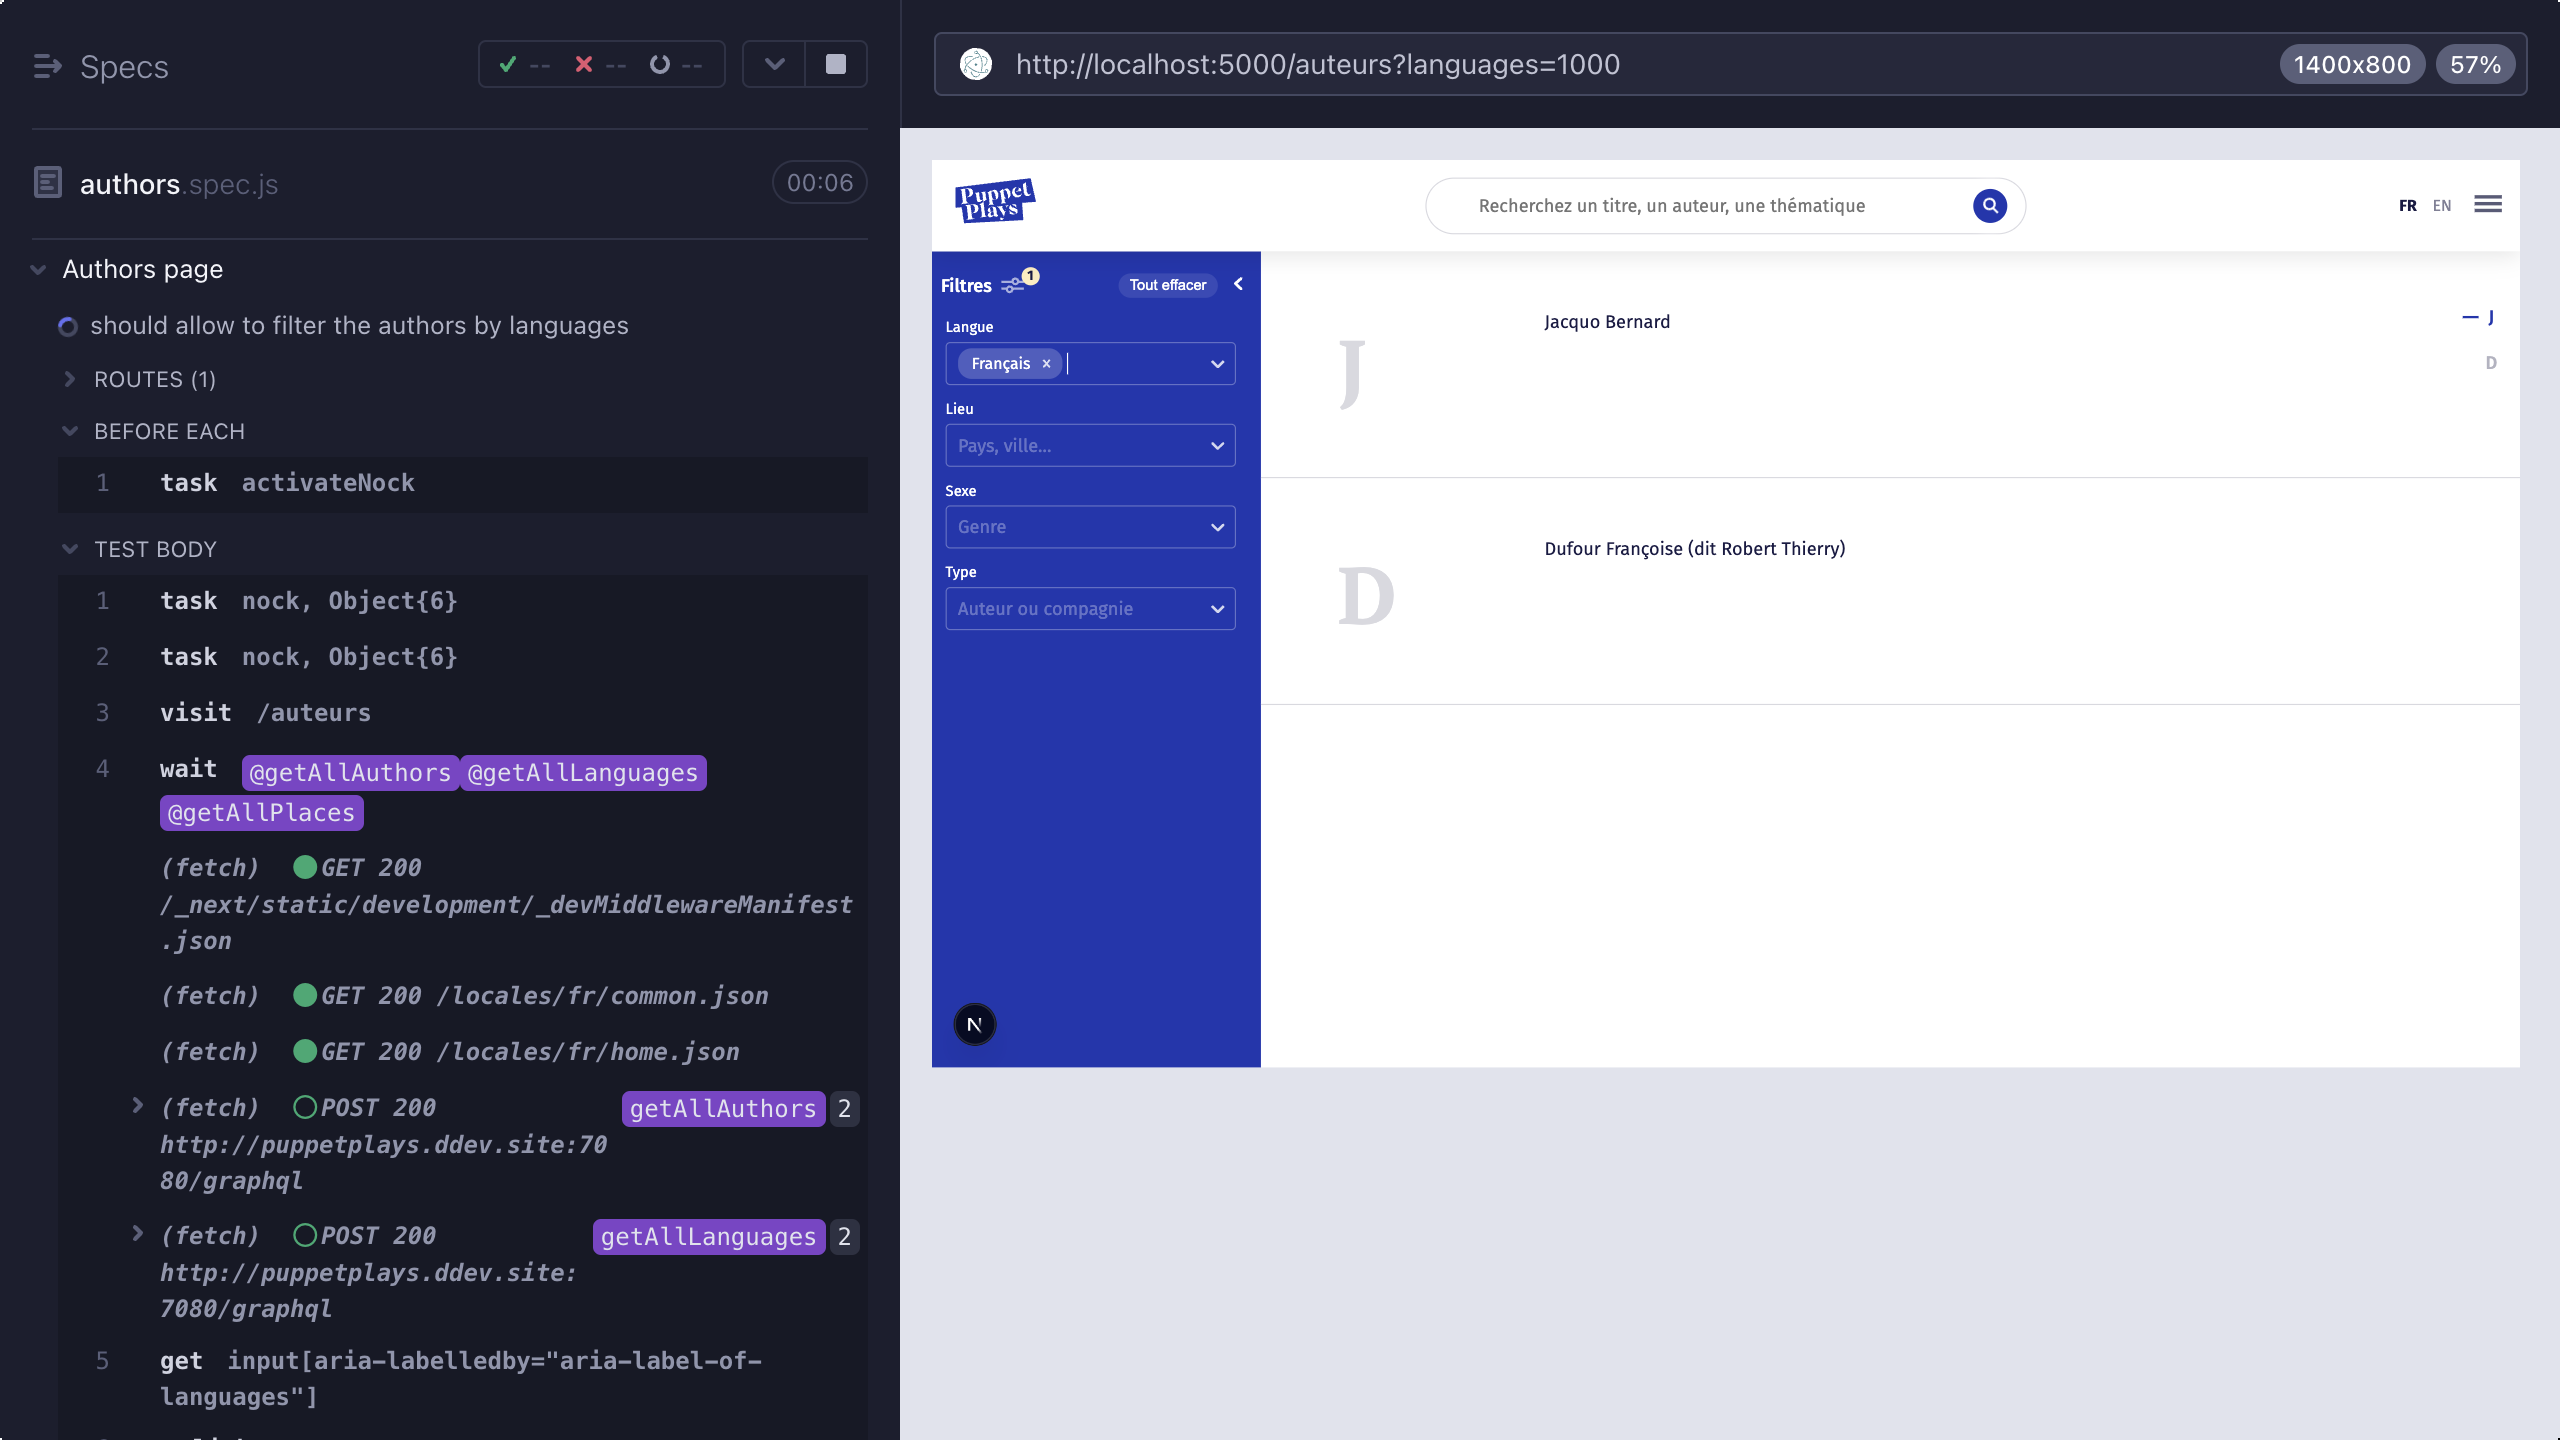 Specs
-- -- --
authors.spec.js
00:06
Authors page
should allow to filter the authors by languages
ROUTES (1)
BEFORE EACH
1 task activateNock
TEST BODY
1 task nock, Object{6}
2 task nock, Object{6}
3 visit /auteurs
4 wait @getAllAuthors @getAllLanguages
@getAllPlaces
(fetch) GET 200
/_next/static/development/_devMiddlewareManifest
.json
(fetch) GET 200 /locales/fr/common.json
(fetch) GET 200 /locales/fr/home.json
(fetch) POST 200 getAllAuthors 2
http://puppetplays.ddev.site:70
80/graphql
(fetch) POST 200 getAllLanguages 2
http://puppetplays.ddev.site:
7080/graphql
5 get input[aria-labelledby="aria-label-of-
languages"]
http://localhost:5000/auteurs?languages=1000
1400x800 57%
Puppet
Plays
Recherchez un titre, un auteur, une thématique
FR EN
Filtres 1 Tout effacer
Langue
Français ×
Lieu
Pays, ville...
Sexe
Genre
Type
Auteur ou compagnie
N
J
Jacquo Bernard
— J
D
D
Dufour Françoise (dit Robert Thierry)